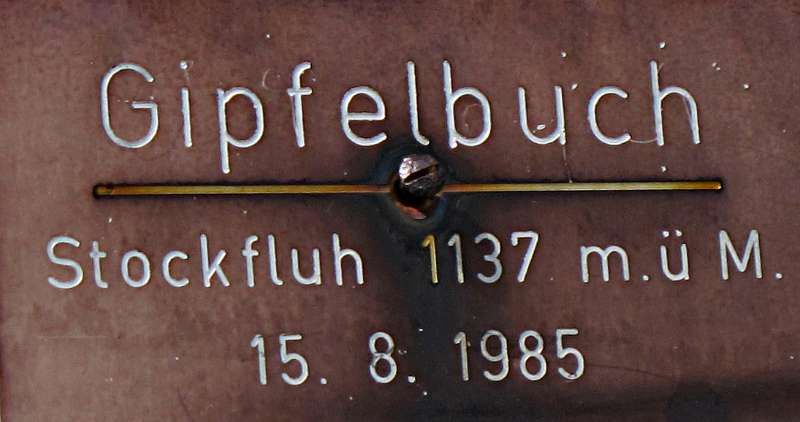 Gipfelbuch
Stockfluh 1137 m.ü M.
15. 8. 1985